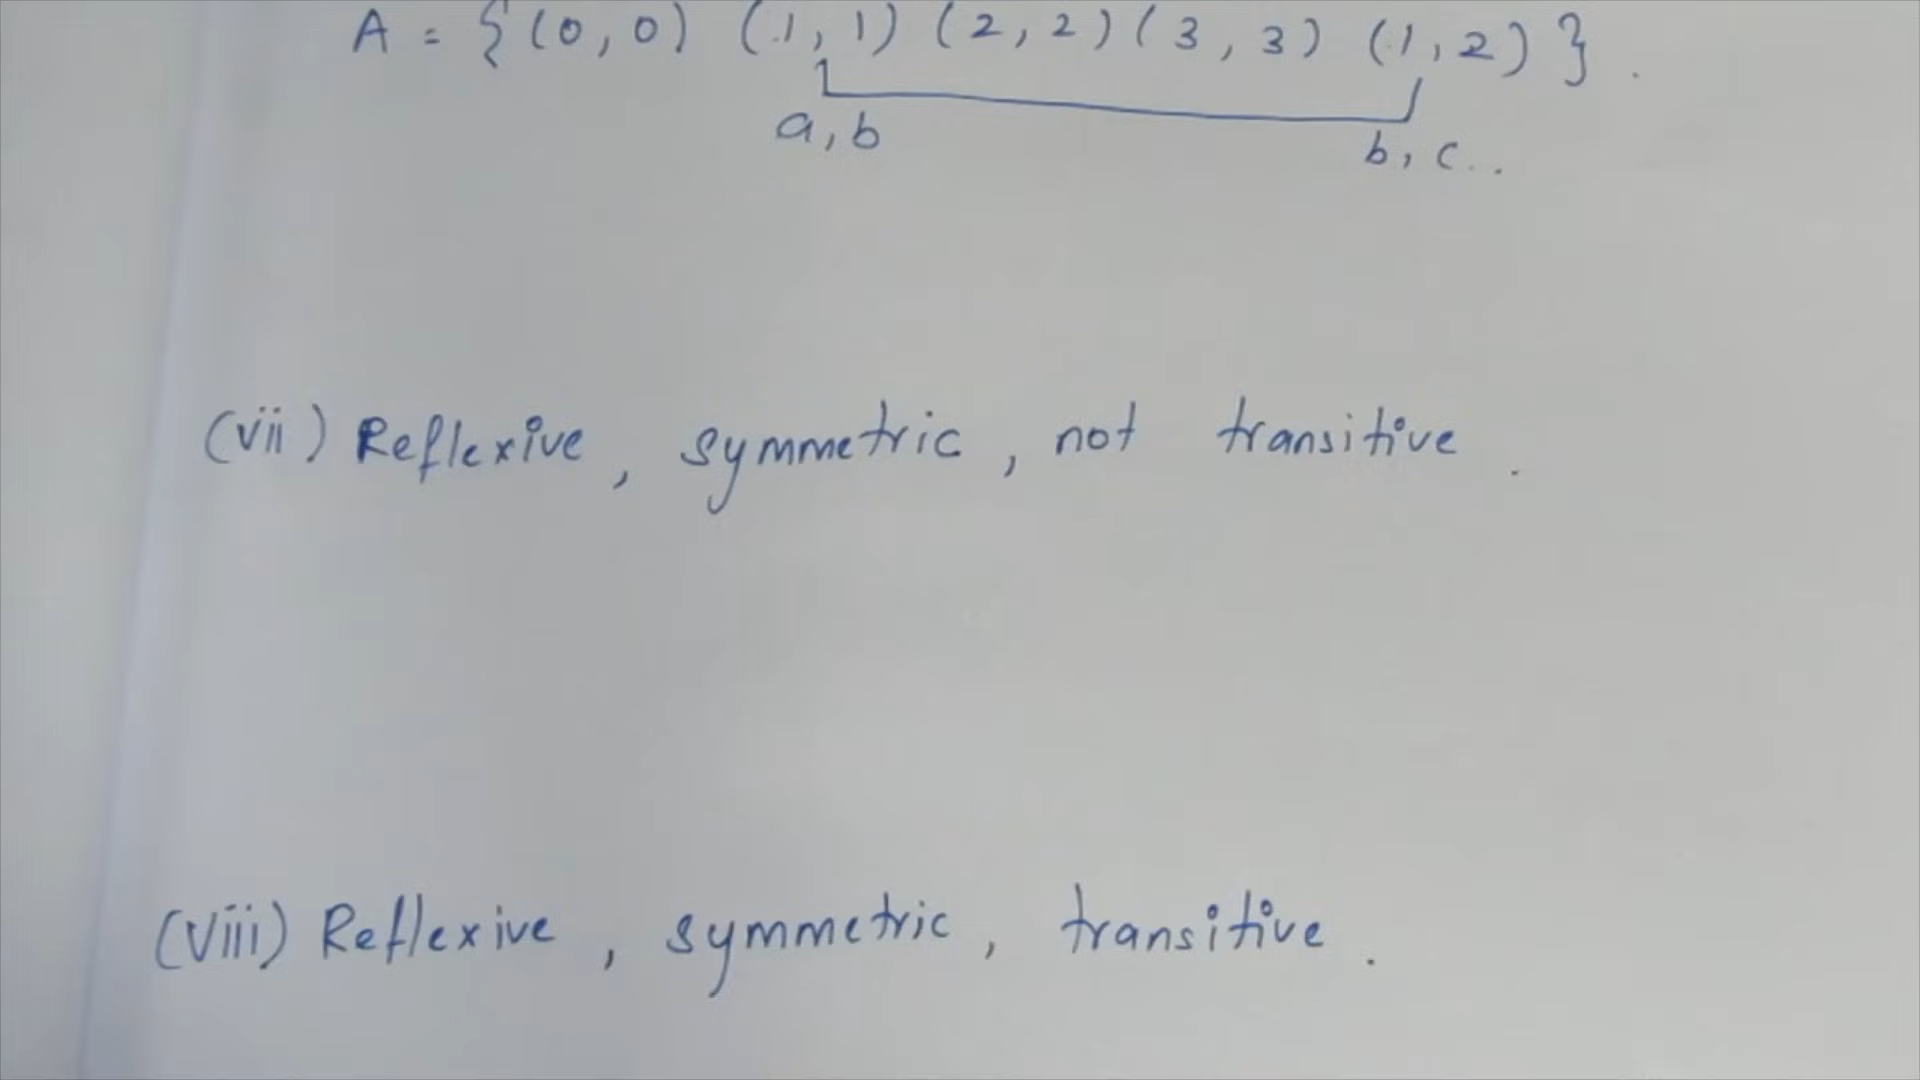 A = {(0,0) (1,1) (2,2) (3,3) (1,2)}.
a,b b,c..
(vii) Reflexive, symmetric, not transitive.
(viii) Reflexive, symmetric, transitive.